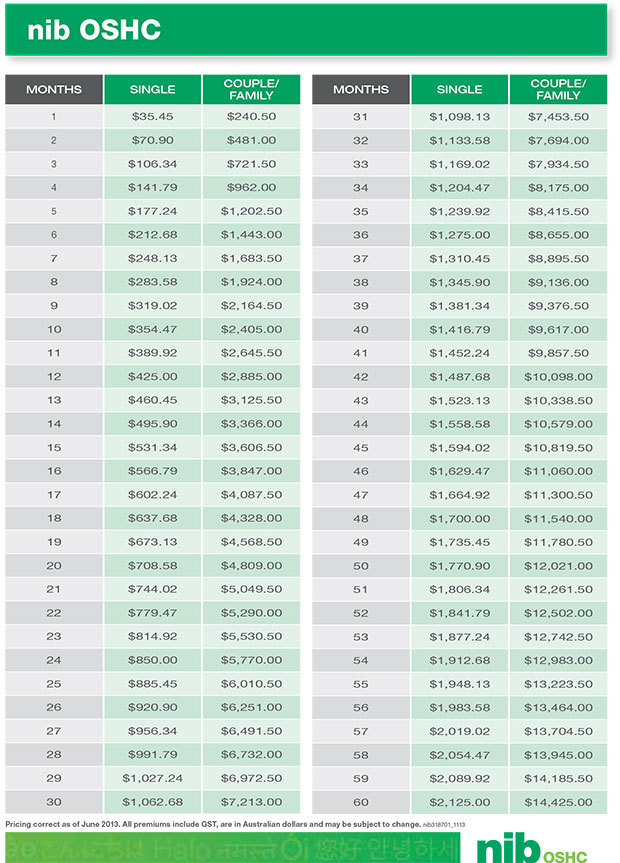 nib OSHC
MONTHS SINGLE COUPLE/
FAMILY
1 $35.45 $240.50
2 $70.90 $481.00
3 $106.34 $721.50
4 $141.79 $962.00
5 $177.24 $1,202.50
6 $212.68 $1,443.00
7 $248.13 $1,683.50
8 $283.58 $1,924.00
9 $319.02 $2,164.50
10 $354.47 $2,405.00
11 $389.92 $2,645.50
12 $425.00 $2,885.00
13 $460.45 $3,125.50
14 $495.90 $3,366.00
15 $531.34 $3,606.50
16 $566.79 $3,847.00
17 $602.24 $4,087.50
18 $637.68 $4,328.00
19 $673.13 $4,568.50
20 $708.58 $4,809.00
21 $744.02 $5,049.50
22 $779.47 $5,290.00
23 $814.92 $5,530.50
24 $850.00 $5,770.00
25 $885.45 $6,010.50
26 $920.90 $6,251.00
27 $956.34 $6,491.50
28 $991.79 $6,732.00
29 $1,027.24 $6,972.50
30 $1,062.68 $7,213.00
MONTHS SINGLE COUPLE/
FAMILY
31 $1,098.13 $7,453.50
32 $1,133.58 $7,694.00
33 $1,169.02 $7,934.50
34 $1,204.47 $8,175.00
35 $1,239.92 $8,415.50
36 $1,275.00 $8,655.00
37 $1,310.45 $8,895.50
38 $1,345.90 $9,136.00
39 $1,381.34 $9,376.50
40 $1,416.79 $9,617.00
41 $1,452.24 $9,857.50
42 $1,487.68 $10,098.00
43 $1,523.13 $10,338.50
44 $1,558.58 $10,579.00
45 $1,594.02 $10,819.50
46 $1,629.47 $11,060.00
47 $1,664.92 $11,300.50
48 $1,700.00 $11,540.00
49 $1,735.45 $11,780.50
50 $1,770.90 $12,021.00
51 $1,806.34 $12,261.50
52 $1,841.79 $12,502.00
53 $1,877.24 $12,742.50
54 $1,912.68 $12,983.00
55 $1,948.13 $13,223.50
56 $1,983.58 $13,464.00
57 $2,019.02 $13,704.50
58 $2,054.47 $13,945.00
59 $2,089.92 $14,185.50
60 $2,125.00 $14,425.00
Pricing correct as of June 2013. All premiums include GST, are in Australian dollars and may be subject to change. nib318701_1113
Halo नमस्ते Oi 您好 안녕하세
nib OSHC